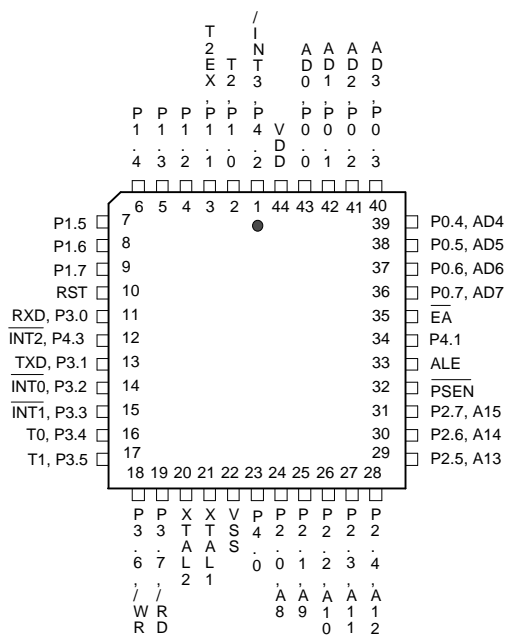 T2EX, P1.1
T2, P1.0
/INT3, P4.2
AD0, P0.0
AD1, P0.1
AD2, P0.2
AD3, P0.3
P1.4
P1.3
P1.2
VDD
6 5 4 3 2 1 44 43 42 41 40
P1.5 7
P1.6 8
P1.7 9
RST 10
RXD, P3.0 11
INT2, P4.3 12
TXD, P3.1 13
INT0, P3.2 14
INT1, P3.3 15
T0, P3.4 16
T1, P3.5 17
39 P0.4, AD4
38 P0.5, AD5
37 P0.6, AD6
36 P0.7, AD7
35 EA
34 P4.1
33 ALE
32 PSEN
31 P2.7, A15
30 P2.6, A14
29 P2.5, A13
18 19 20 21 22 23 24 25 26 27 28
P3.6, /WR
P3.7, /RD
XTAL2
XTAL1
VSS
P4.0
P2.0, A8
P2.1, A9
P2.2, A10
P2.3, A11
P2.4, A12